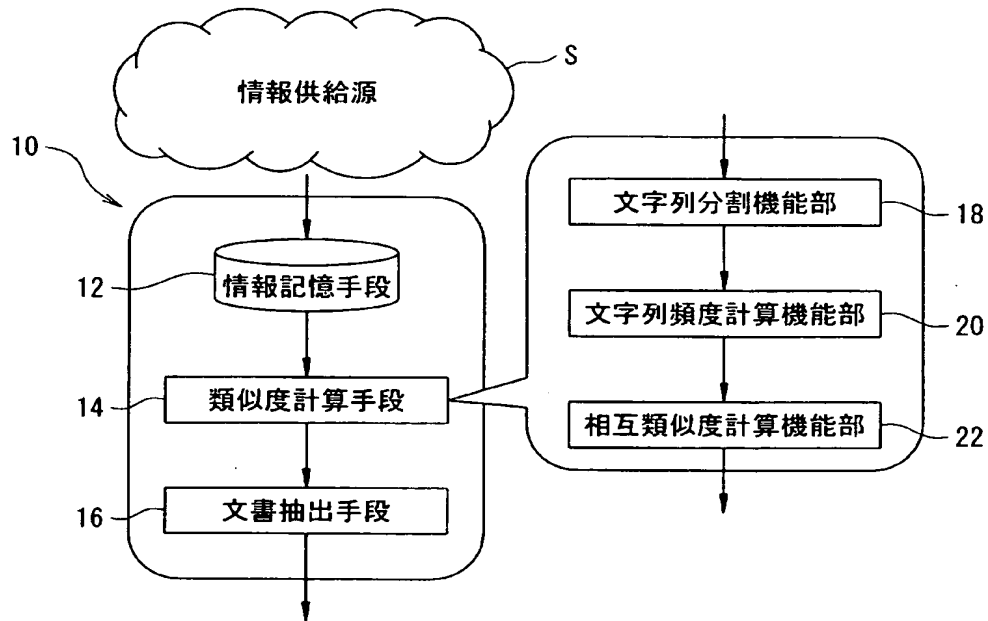 情報供給源
S
10
12
情報記憶手段
14
類似度計算手段
16
文書抽出手段
文字列分割機能部
18
文字列頻度計算機能部
20
相互類似度計算機能部
22